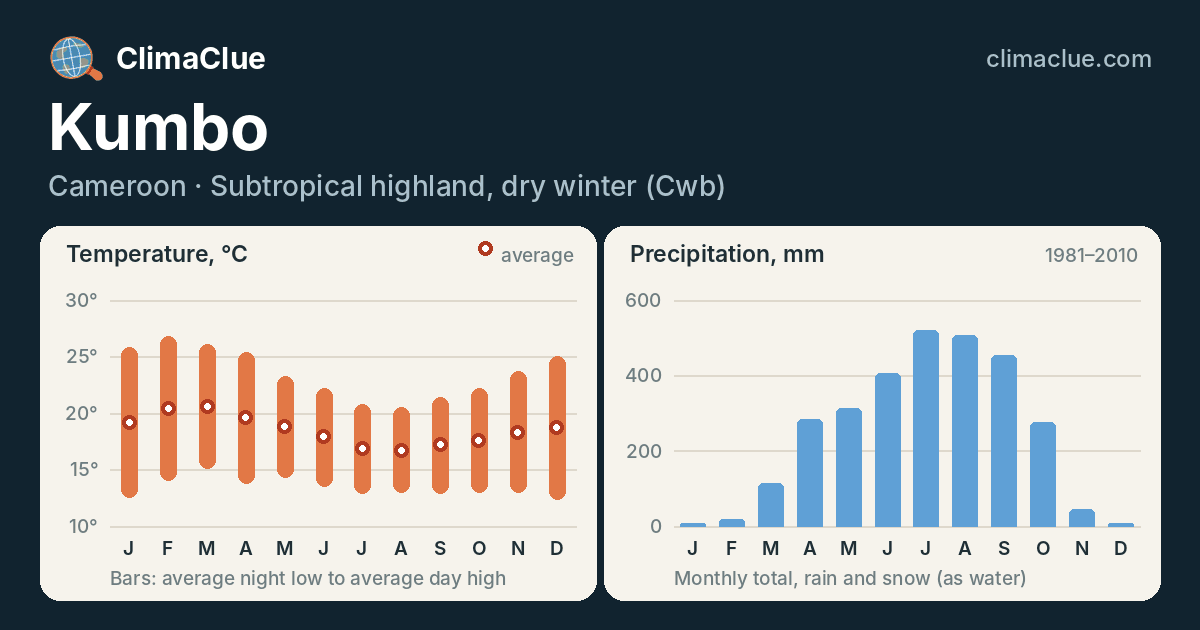 ClimaClue
climaclue.com
Kumbo
Cameroon · Subtropical highland, dry winter (Cwb)
Temperature, °C
average
30°
25°
20°
15°
10°
J F M A M J J A S O N D
Bars: average night low to average day high
Precipitation, mm
1981–2010
600
400
200
0
J F M A M J J A S O N D
Monthly total, rain and snow (as water)